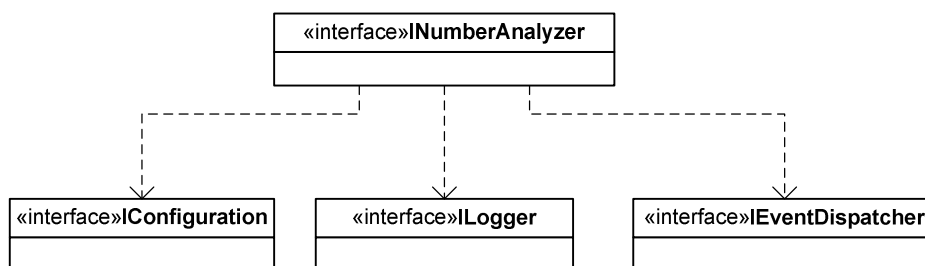 «interface»INumberAnalyzer
«interface»IConfiguration
«interface»ILogger
«interface»IEventDispatcher